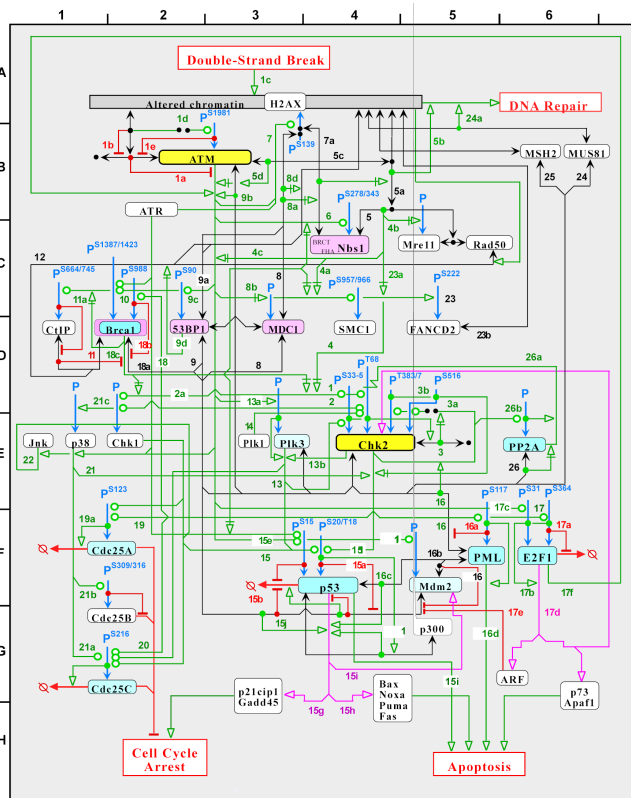 1 2 3 4 5 6
A
Double-Strand Break
1c
Altered chromatin H2AX
DNA Repair
1d P S1981 7 P S139 7a 24a
1b 1e 5c 5b
B
ATM
MSH2 MUS81
1a 5d 8d 25 24
9b 8a P S278/343 5a
ATR 6 5 4b P
P S1387/1423 BRCT FHA Nbs1 Mre11 Rad50
C
12 P S664/745 P S988 P S90 4c 4a
9a 8 23a P S957/966 P S222
11a 10 9c 8b P 23
CtIP Brca1 53BP1 MDC1 SMC1 FANCD2
18b 9d 23b
D
11 18c 18a 18 9 8 4
P T68 26a
P S33-5 P T383/7 P S516
P P 2a 13a P 1 3b
21c 2 3a 26b P
14
E
Jnk p38 Chk1 Plk1 Plk3 Chk2 PP2A
22 21 13b 3 26
13
P S123 16 P S117 P S31 P S364
17c
19a 19 P S15 P S20/T18 1 P 16 16a 17 17a
15e
F
Cdc25A 15 15 16b PML E2F1
P S309/316 15a 16c 16
21b 15b p53 Mdm2 17b 17f
Cdc25B 15j 17e 17d
P S216 1 p300 16d
G
21a 20 15i 15i
Cdc25C ARF
p21cip1
Gadd45
Bax
Noxa
Puma
Fas
p73
Apaf1
15g 15h
H
Cell Cycle
Arrest
Apoptosis